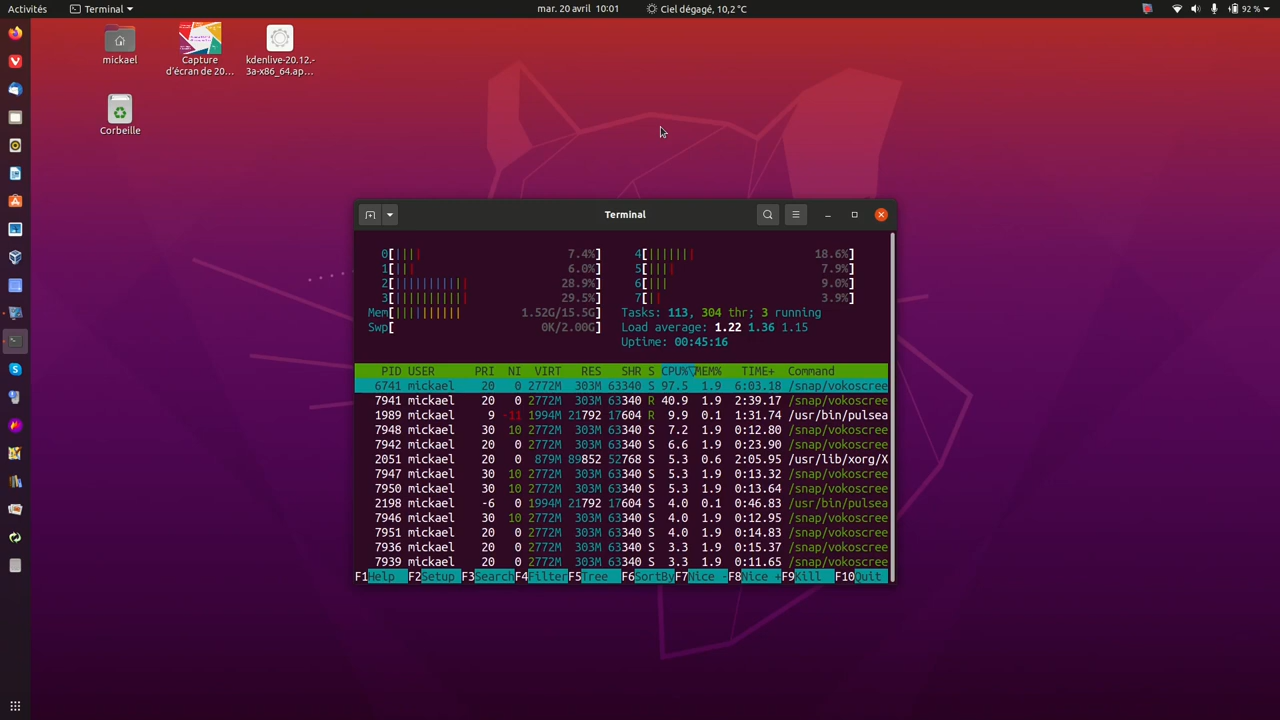 Activités Terminal mar. 20 avril 10:01 Ciel dégagé, 10,2 °C 92 %
mickael
Capture
d'écran de 20…
kdenlive-20.12.-
3a-x86_64.ap…
Corbeille
Terminal
0[ 7.4%] 4[ 18.6%]
1[ 6.0%] 5[ 7.9%]
2[ 28.9%] 6[ 9.0%]
3[ 29.5%] 7[ 3.9%]
Mem[ 1.52G/15.5G] Tasks: 113, 304 thr; 3 running
Swp[ 0K/2.00G] Load average: 1.22 1.36 1.15
Uptime: 00:45:16
PID USER PRI NI VIRT RES SHR S CPU%▽MEM% TIME+ Command
6741 mickael 20 0 2772M 303M 63340 S 97.5 1.9 6:03.18 /snap/vokoscree
7941 mickael 20 0 2772M 303M 63340 R 40.9 1.9 2:39.17 /snap/vokoscree
1989 mickael 9 -11 1994M 21792 17604 R 9.9 0.1 1:31.74 /usr/bin/pulsea
7948 mickael 30 10 2772M 303M 63340 S 7.2 1.9 0:12.80 /snap/vokoscree
7942 mickael 20 0 2772M 303M 63340 S 6.6 1.9 0:23.90 /snap/vokoscree
2051 mickael 20 0 879M 89852 52768 S 5.3 0.6 2:05.95 /usr/lib/xorg/X
7947 mickael 30 10 2772M 303M 63340 S 5.3 1.9 0:13.32 /snap/vokoscree
7950 mickael 30 10 2772M 303M 63340 S 5.3 1.9 0:13.64 /snap/vokoscree
2198 mickael -6 0 1994M 21792 17604 S 4.0 0.1 0:46.83 /usr/bin/pulsea
7946 mickael 30 10 2772M 303M 63340 S 4.0 1.9 0:12.95 /snap/vokoscree
7951 mickael 20 0 2772M 303M 63340 S 4.0 1.9 0:14.83 /snap/vokoscree
7936 mickael 20 0 2772M 303M 63340 S 3.3 1.9 0:15.37 /snap/vokoscree
7939 mickael 20 0 2772M 303M 63340 S 3.3 1.9 0:11.65 /snap/vokoscree
F1Help F2Setup F3SearchF4FilterF5Tree F6SortByF7Nice -F8Nice +F9Kill F10Quit